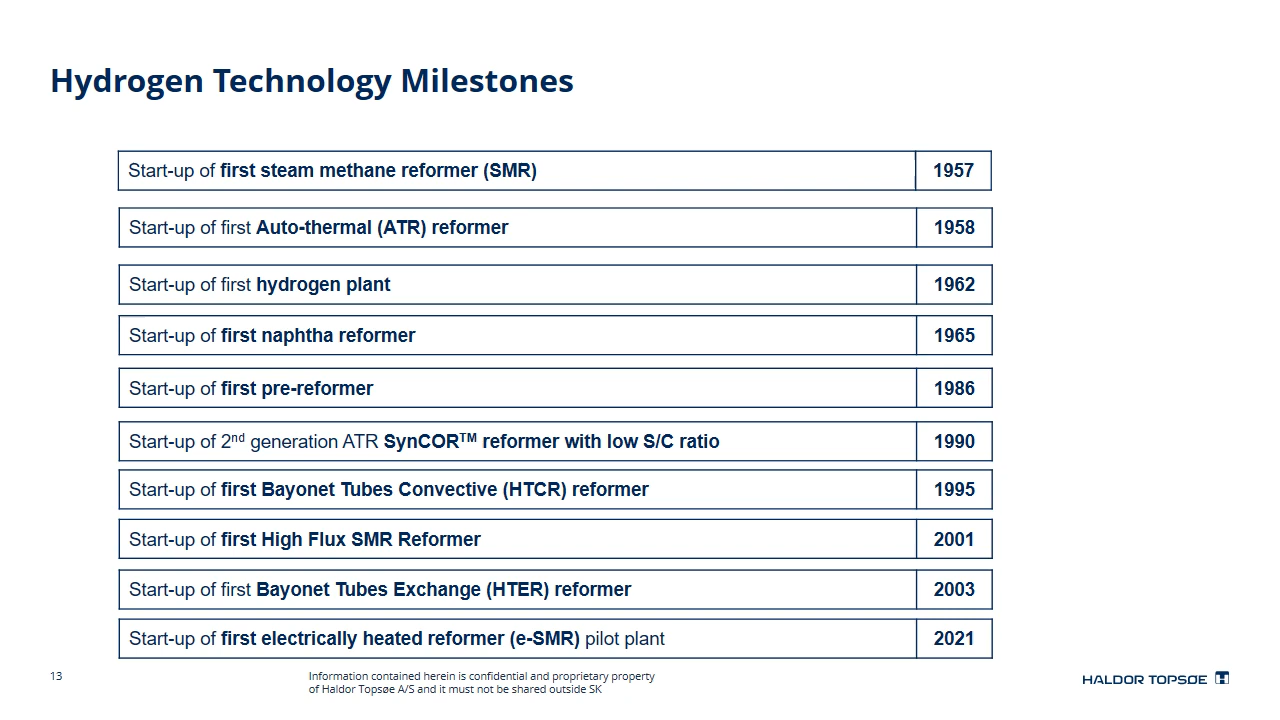 Hydrogen Technology Milestones
Start-up of first steam methane reformer (SMR) 1957
Start-up of first Auto-thermal (ATR) reformer 1958
Start-up of first hydrogen plant 1962
Start-up of first naphtha reformer 1965
Start-up of first pre-reformer 1986
Start-up of 2nd generation ATR SynCOR™ reformer with low S/C ratio 1990
Start-up of first Bayonet Tubes Convective (HTCR) reformer 1995
Start-up of first High Flux SMR Reformer 2001
Start-up of first Bayonet Tubes Exchange (HTER) reformer 2003
Start-up of first electrically heated reformer (e-SMR) pilot plant 2021
13
Information contained herein is confidential and proprietary property
of Haldor Topsøe A/S and it must not be shared outside SK
HALDOR TOPSØE